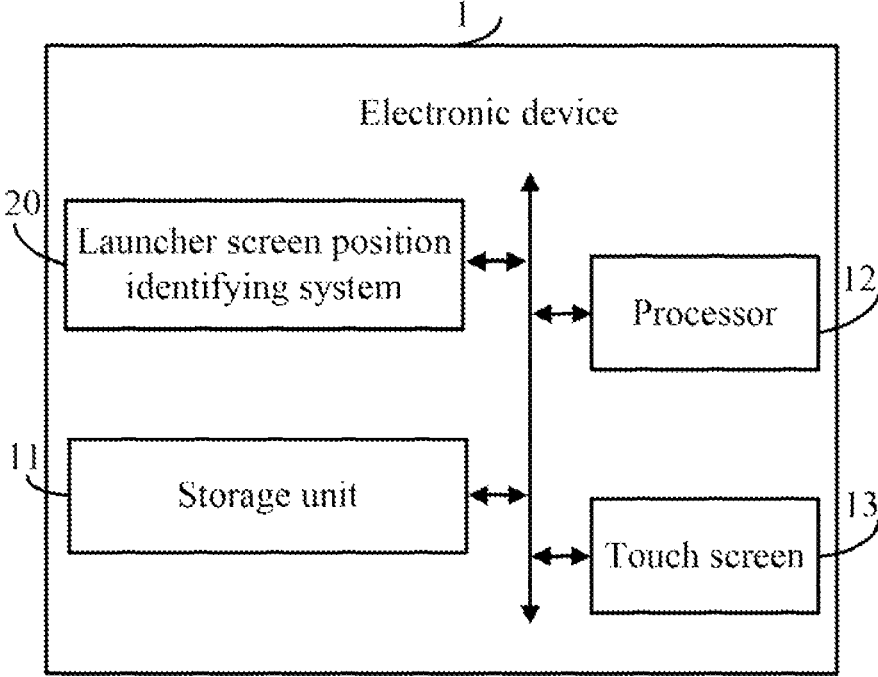 1
Electronic device
20
Launcher screen position
identifying system
12
Processor
11
Storage unit
13
Touch screen